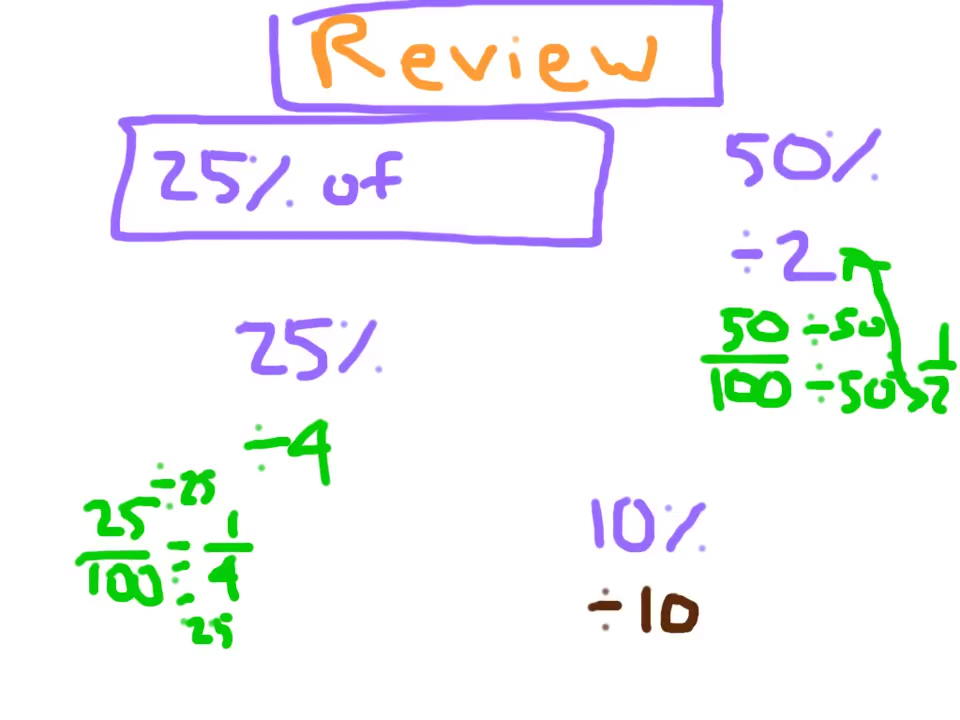 Review
25% of
50%
÷2
50 ÷50
100 ÷50 1/2
25%
÷4
÷25
25/100 = 1/4
÷25
10%
÷10